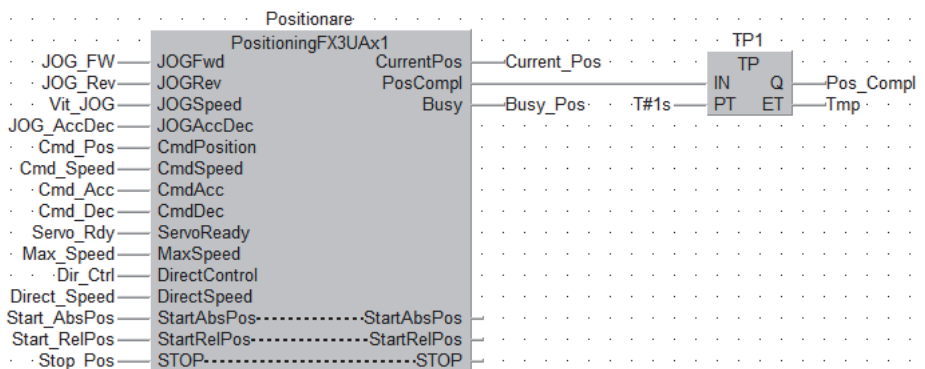 Positionare
PositioningFX3UAx1 TP1
JOG_FW JOGFwd CurrentPos Current_Pos TP
JOG_Rev JOGRev PosCompl IN Q Pos_Compl
Vit_JOG JOGSpeed Busy Busy_Pos T#1s PT ET Tmp
JOG_AccDec JOGAccDec
Cmd_Pos CmdPosition
Cmd_Speed CmdSpeed
Cmd_Acc CmdAcc
Cmd_Dec CmdDec
Servo_Rdy ServoReady
Max_Speed MaxSpeed
Dir_Ctrl DirectControl
Direct_Speed DirectSpeed
Start_AbsPos StartAbsPos StartAbsPos
Start_RelPos StartRelPos StartRelPos
Stop_Pos STOP STOP